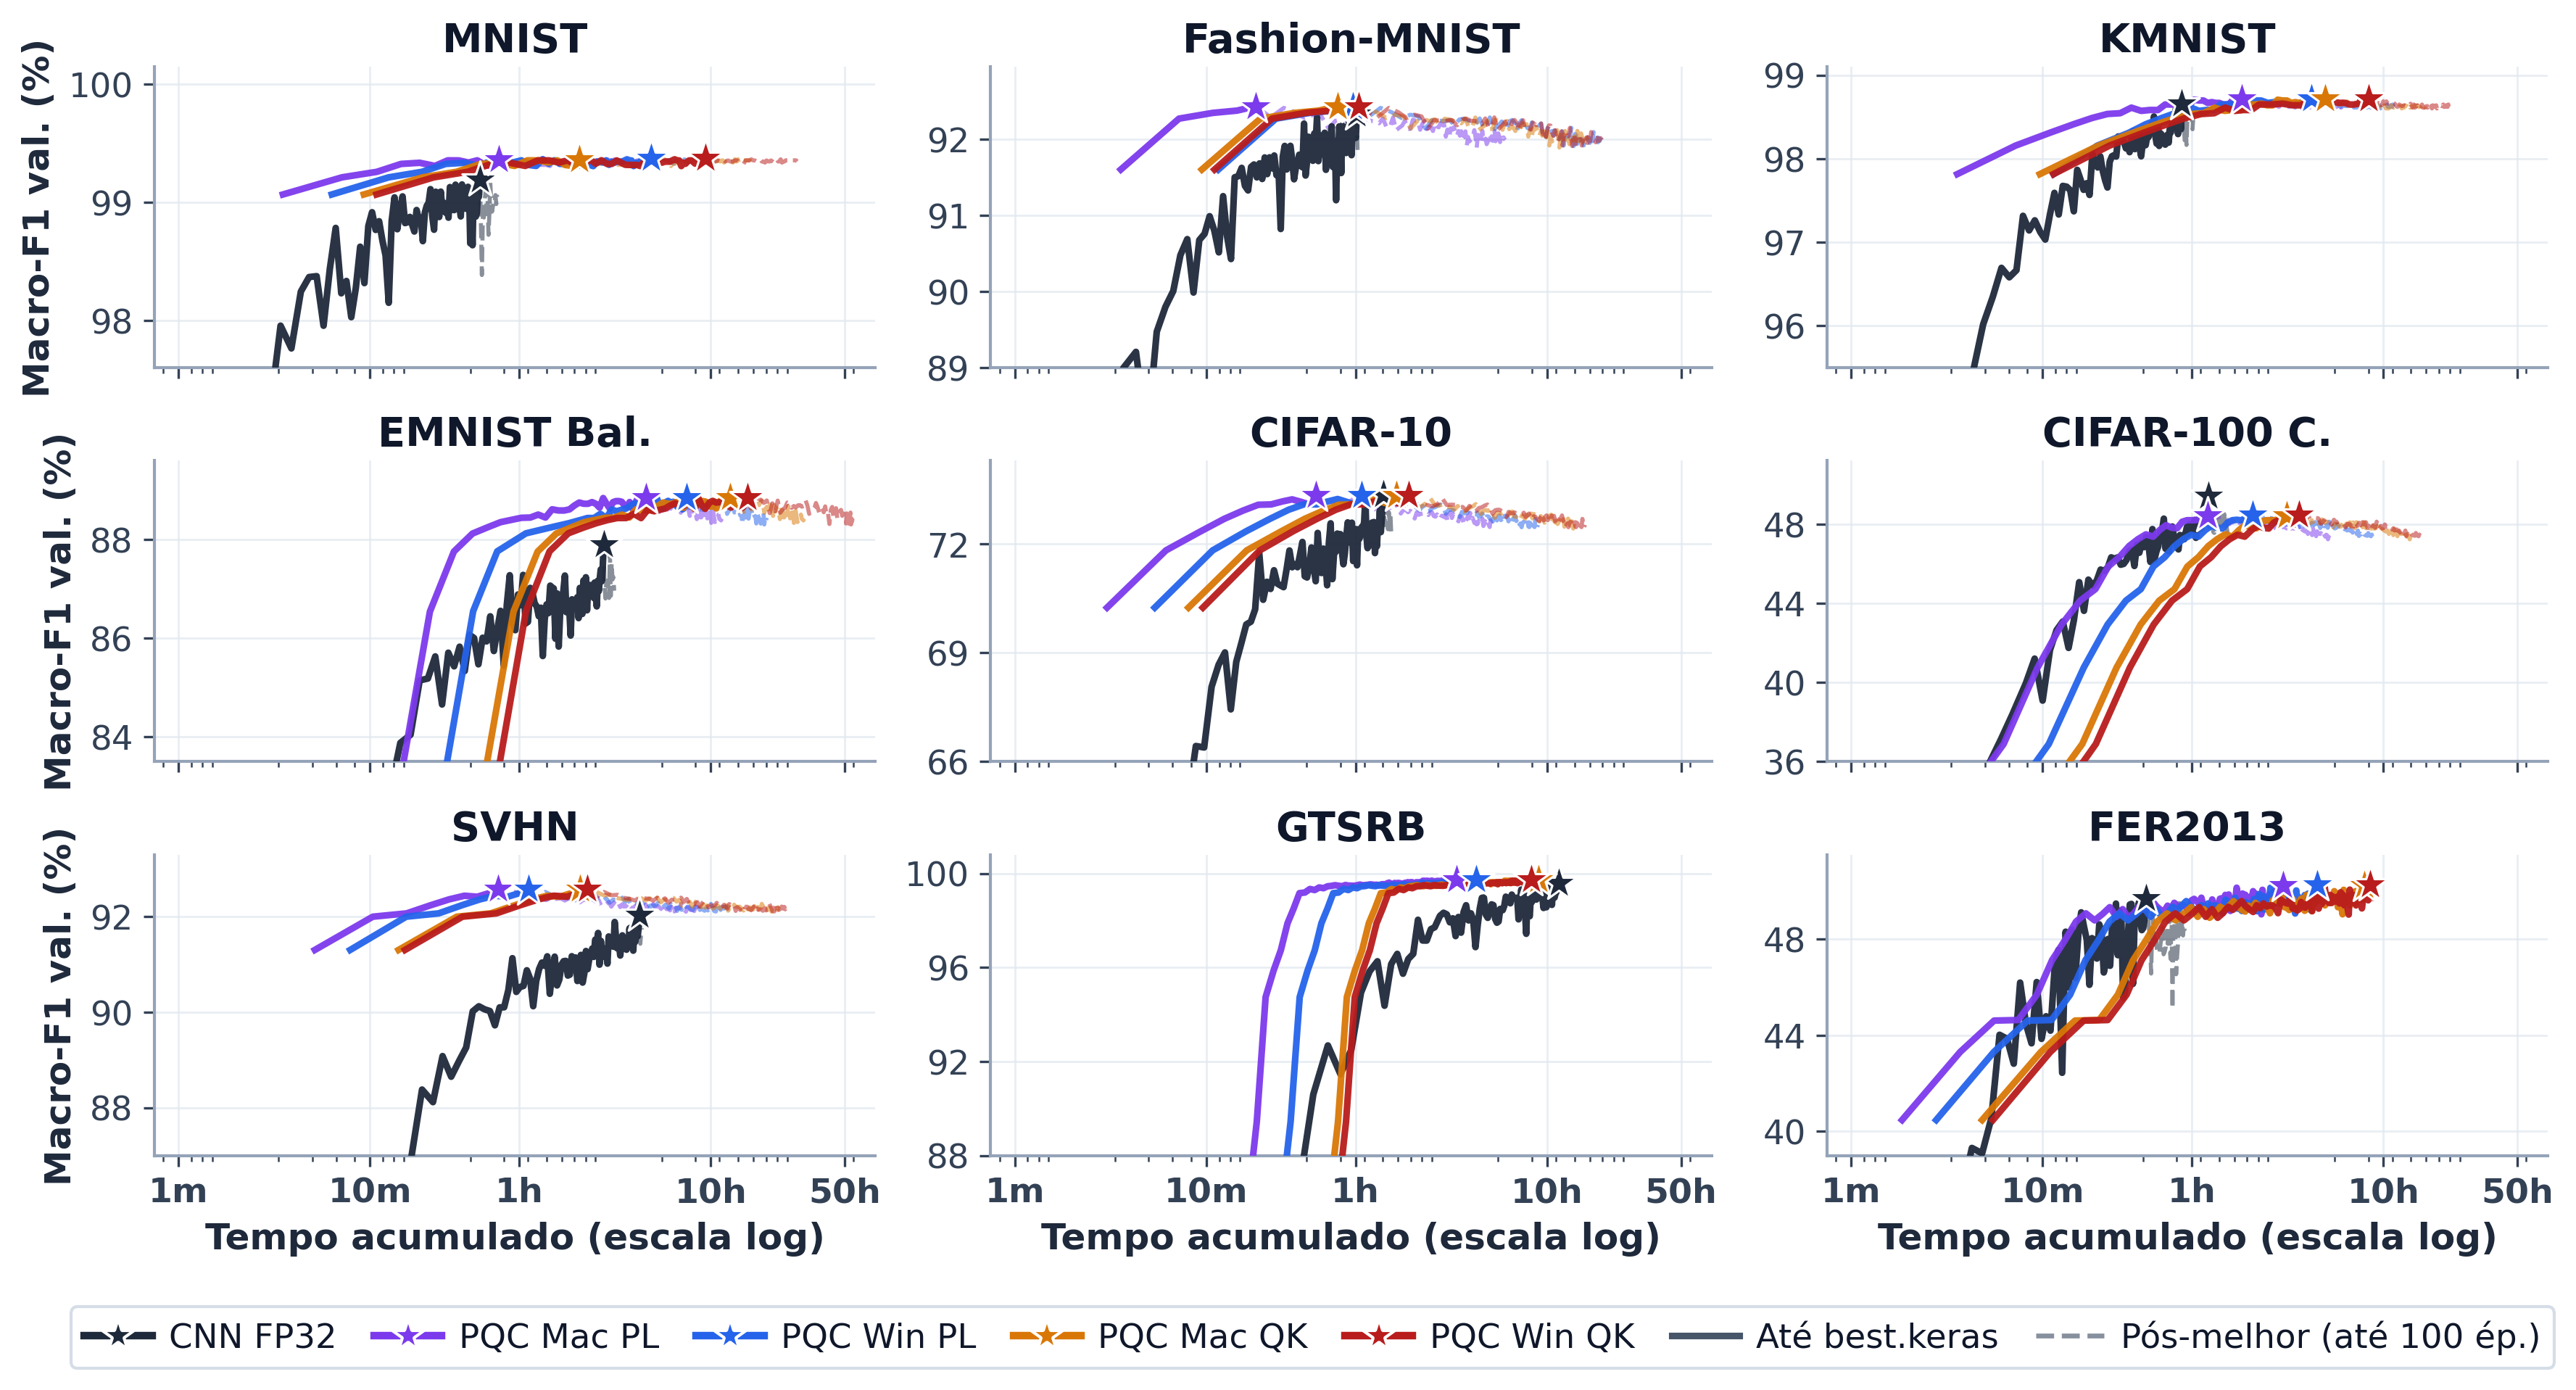 MNIST
Fashion-MNIST
KMNIST
Macro-F1 val. (%)
100
99
98
92
91
90
89
99
98
97
96
EMNIST Bal.
CIFAR-10
CIFAR-100 C.
Macro-F1 val. (%)
88
86
84
72
69
66
48
44
40
36
SVHN
GTSRB
FER2013
Macro-F1 val. (%)
92
90
88
100
96
92
88
48
44
40
1m 10m 1h 10h 50h
1m 10m 1h 10h 50h
1m 10m 1h 10h 50h
Tempo acumulado (escala log)
Tempo acumulado (escala log)
Tempo acumulado (escala log)
CNN FP32 PQC Mac PL PQC Win PL PQC Mac QK PQC Win QK Até best.keras Pós-melhor (até 100 ép.)